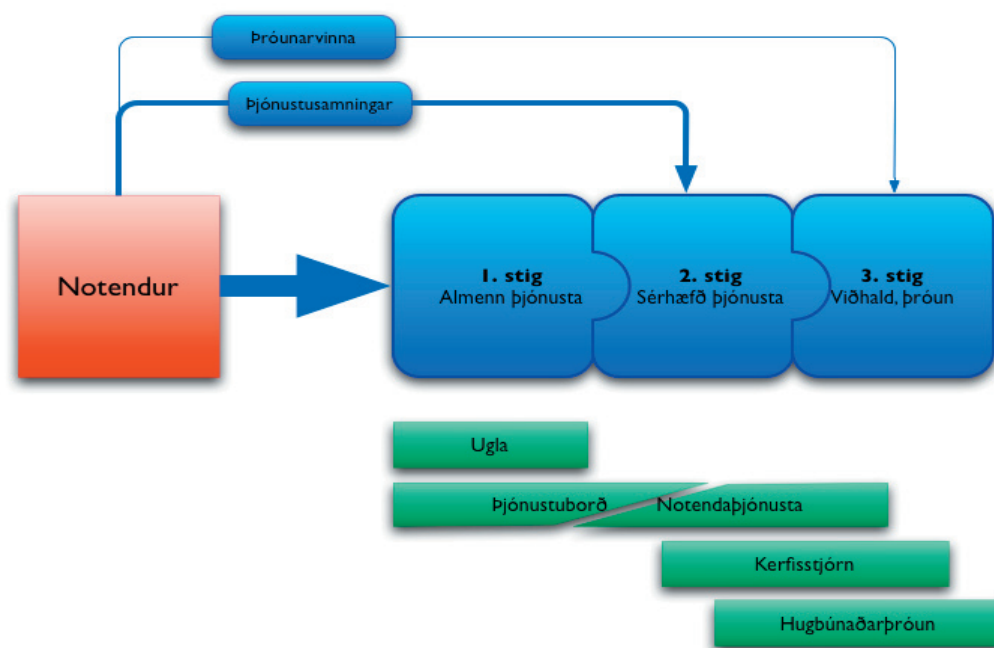 Þróunarvinna
Þjónustusamningar
Notendur
1. stig
Almenn þjónusta
2. stig
Sérhæfð þjónusta
3. stig
Viðhald, þróun
Ugla
Þjónustuborð
Notendaþjónusta
Kerfisstjórn
Hugbúnaðarþróun